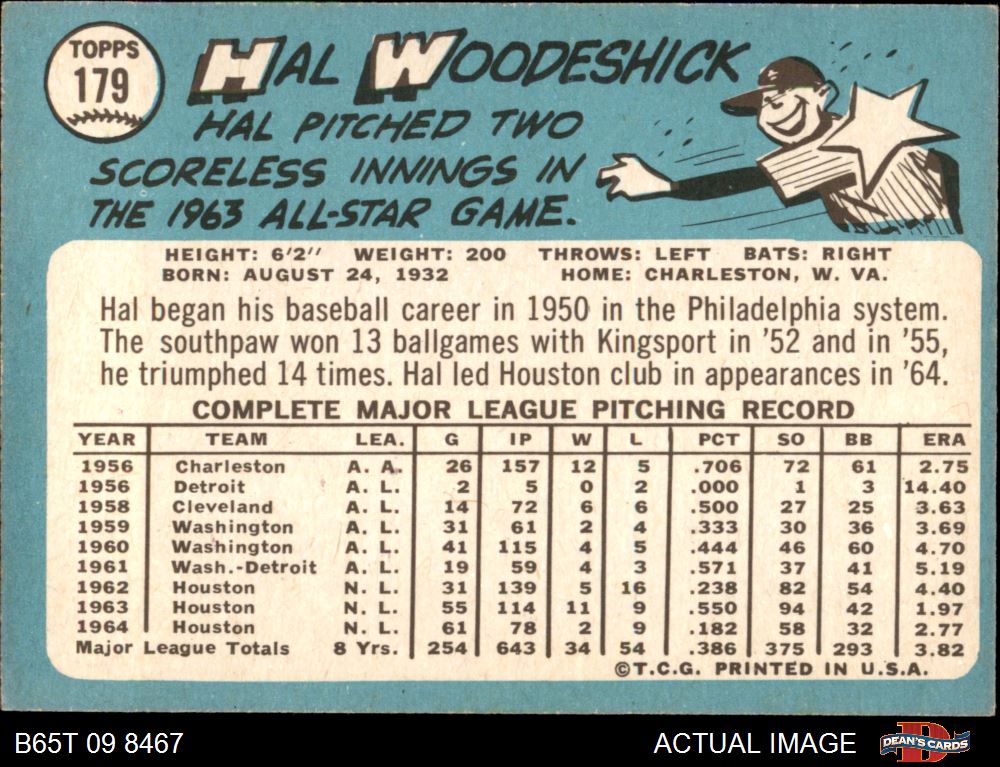 TOPPS
179
HAL WOODESHICK
HAL PITCHED TWO
SCORELESS INNINGS IN
THE 1963 ALL-STAR GAME.
HEIGHT: 6'2" WEIGHT: 200 THROWS: LEFT BATS: RIGHT
BORN: AUGUST 24, 1932 HOME: CHARLESTON, W. VA.
Hal began his baseball career in 1950 in the Philadelphia system.
The southpaw won 13 ballgames with Kingsport in '52 and in '55,
he triumphed 14 times. Hal led Houston club in appearances in '64.
COMPLETE MAJOR LEAGUE PITCHING RECORD
YEAR TEAM LEA. G IP W L PCT SO BB ERA
1956 Charleston A. A. 26 157 12 5 .706 72 61 2.75
1956 Detroit A. L. 2 5 0 2 .000 1 3 14.40
1958 Cleveland A. L. 14 72 6 6 .500 27 25 3.63
1959 Washington A. L. 31 61 2 4 .333 30 36 3.69
1960 Washington A. L. 41 115 4 5 .444 46 60 4.70
1961 Wash.-Detroit A. L. 19 59 4 3 .571 37 41 5.19
1962 Houston N. L. 31 139 5 16 .238 82 54 4.40
1963 Houston N. L. 55 114 11 9 .550 94 42 1.97
1964 Houston N. L. 61 78 2 9 .182 58 32 2.77
Major League Totals 8 Yrs. 254 643 34 54 .386 375 293 3.82
©T.C.G. PRINTED IN U.S.A.
B65T 09 8467
ACTUAL IMAGE
DEAN'S CARDS